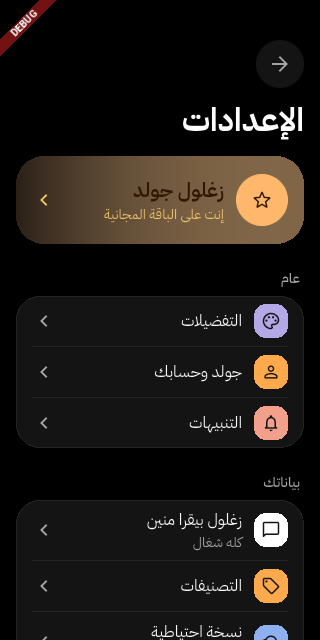 DEBUG
الإعدادات
زغلول جولد
إنت على الباقة المجانية
عام
التفضيلات
جولد وحسابك
التنبيهات
بياناتك
زغلول بيقرا منين
كله شغال
التصنيفات
نسخة احتياطية